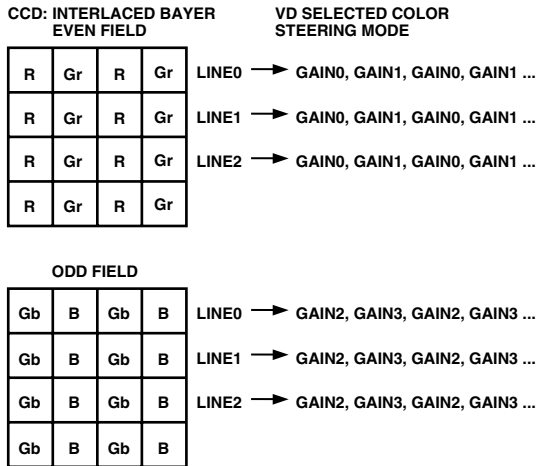 CCD: INTERLACED BAYER
EVEN FIELD
VD SELECTED COLOR
STEERING MODE
R Gr R Gr LINE0 GAIN0, GAIN1, GAIN0, GAIN1 ...
R Gr R Gr LINE1 GAIN0, GAIN1, GAIN0, GAIN1 ...
R Gr R Gr LINE2 GAIN0, GAIN1, GAIN0, GAIN1 ...
R Gr R Gr
ODD FIELD
Gb B Gb B LINE0 GAIN2, GAIN3, GAIN2, GAIN3 ...
Gb B Gb B LINE1 GAIN2, GAIN3, GAIN2, GAIN3 ...
Gb B Gb B LINE2 GAIN2, GAIN3, GAIN2, GAIN3 ...
Gb B Gb B